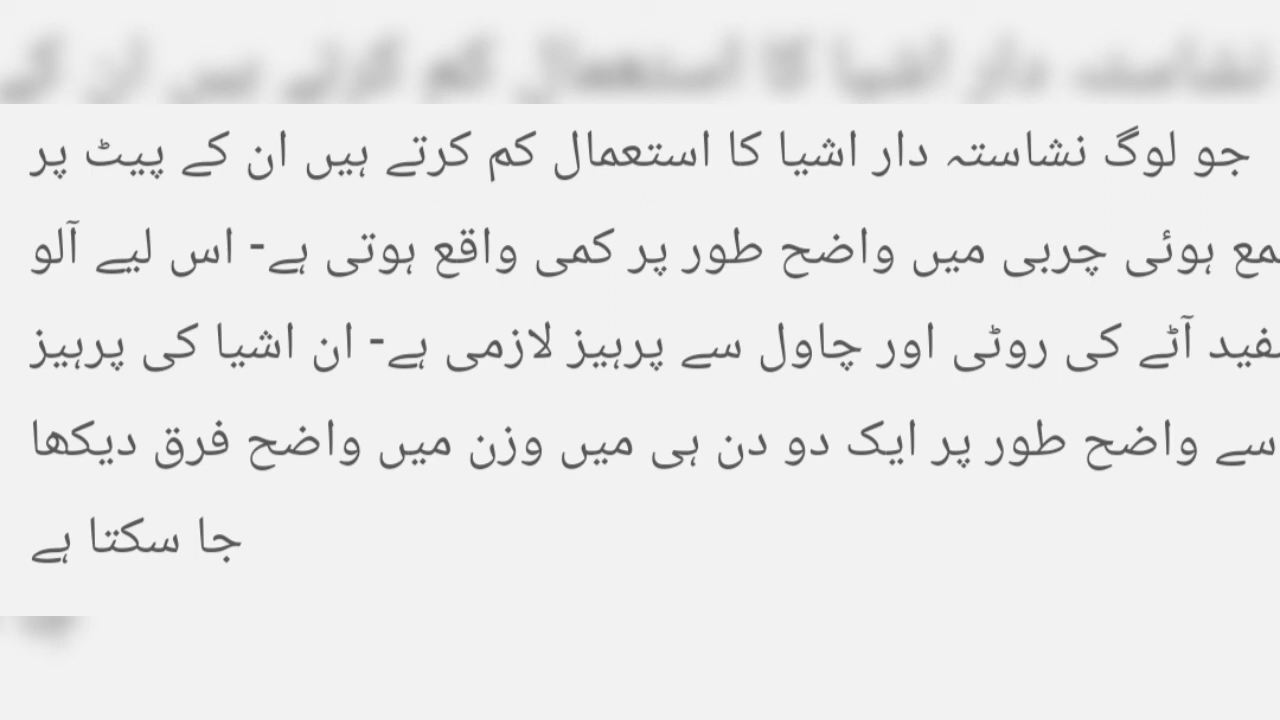 جو لوگ نشاستہ دار اشیا کا استعمال کم کرتے ہیں ان کے پیٹ پر
ہوئی چربی میں واضح طور پر کمی واقع ہوتی ہے- اس لیے آلو
آٹے کی روٹی اور چاول سے پرہیز لازمی ہے- ان اشیا کی پرہیز
سے واضح طور پر ایک دو دن ہی میں وزن میں واضح فرق دیکھا
جا سکتا ہے